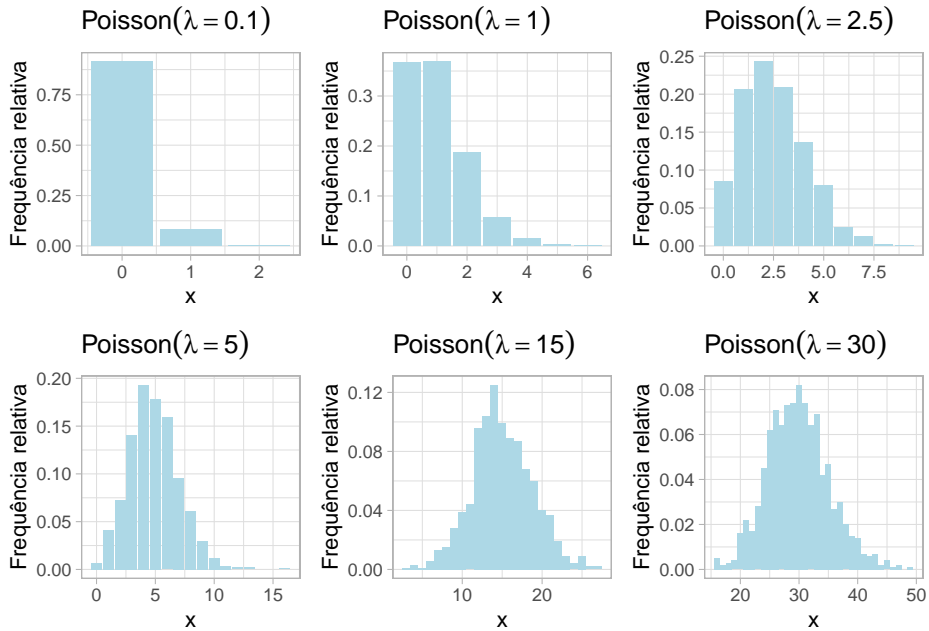 Poisson(λ = 0.1)
Frequência relativa
0.75
0.50
0.25
0.00
0 1 2
x
Poisson(λ = 1)
Frequência relativa
0.3
0.2
0.1
0.0
0 2 4 6
x
Poisson(λ = 2.5)
Frequência relativa
0.25
0.20
0.15
0.10
0.05
0.00
0.0 2.5 5.0 7.5
x
Poisson(λ = 5)
Frequência relativa
0.20
0.15
0.10
0.05
0.00
0 5 10 15
x
Poisson(λ = 15)
Frequência relativa
0.12
0.08
0.04
0.00
10 20
x
Poisson(λ = 30)
Frequência relativa
0.08
0.06
0.04
0.02
0.00
20 30 40 50
x